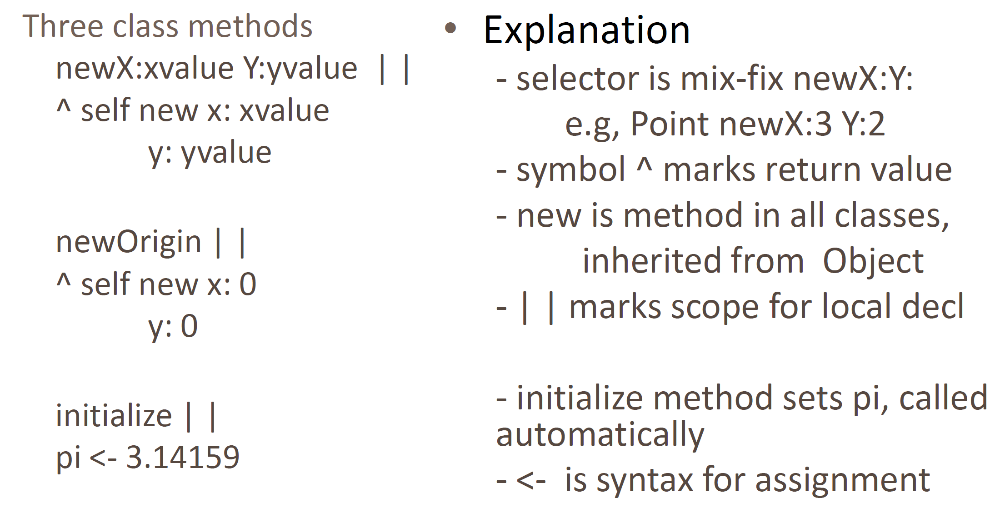 Three class methods
newX:xvalue Y:yvalue | |
^ self new x: xvalue
y: yvalue
newOrigin | |
^ self new x: 0
y: 0
initialize | |
pi <- 3.14159
• Explanation
- selector is mix-fix newX:Y:
e.g, Point newX:3 Y:2
- symbol ^ marks return value
- new is method in all classes,
inherited from Object
- | | marks scope for local decl
- initialize method sets pi, called
automatically
- <- is syntax for assignment